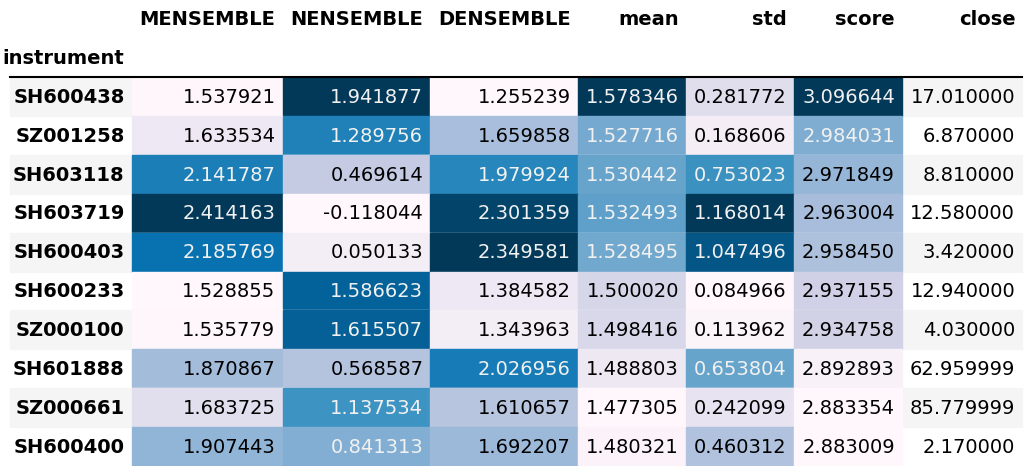 MENSEMBLE NENSEMBLE DENSEMBLE mean std score close
instrument
SH600438 1.537921 1.941877 1.255239 1.578346 0.281772 3.096644 17.010000
SZ001258 1.633534 1.289756 1.659858 1.527716 0.168606 2.984031 6.870000
SH603118 2.141787 0.469614 1.979924 1.530442 0.753023 2.971849 8.810000
SH603719 2.414163 -0.118044 2.301359 1.532493 1.168014 2.963004 12.580000
SH600403 2.185769 0.050133 2.349581 1.528495 1.047496 2.958450 3.420000
SH600233 1.528855 1.586623 1.384582 1.500020 0.084966 2.937155 12.940000
SZ000100 1.535779 1.615507 1.343963 1.498416 0.113962 2.934758 4.030000
SH601888 1.870867 0.568587 2.026956 1.488803 0.653804 2.892893 62.959999
SZ000661 1.683725 1.137534 1.610657 1.477305 0.242099 2.883354 85.779999
SH600400 1.907443 0.841313 1.692207 1.480321 0.460312 2.883009 2.170000